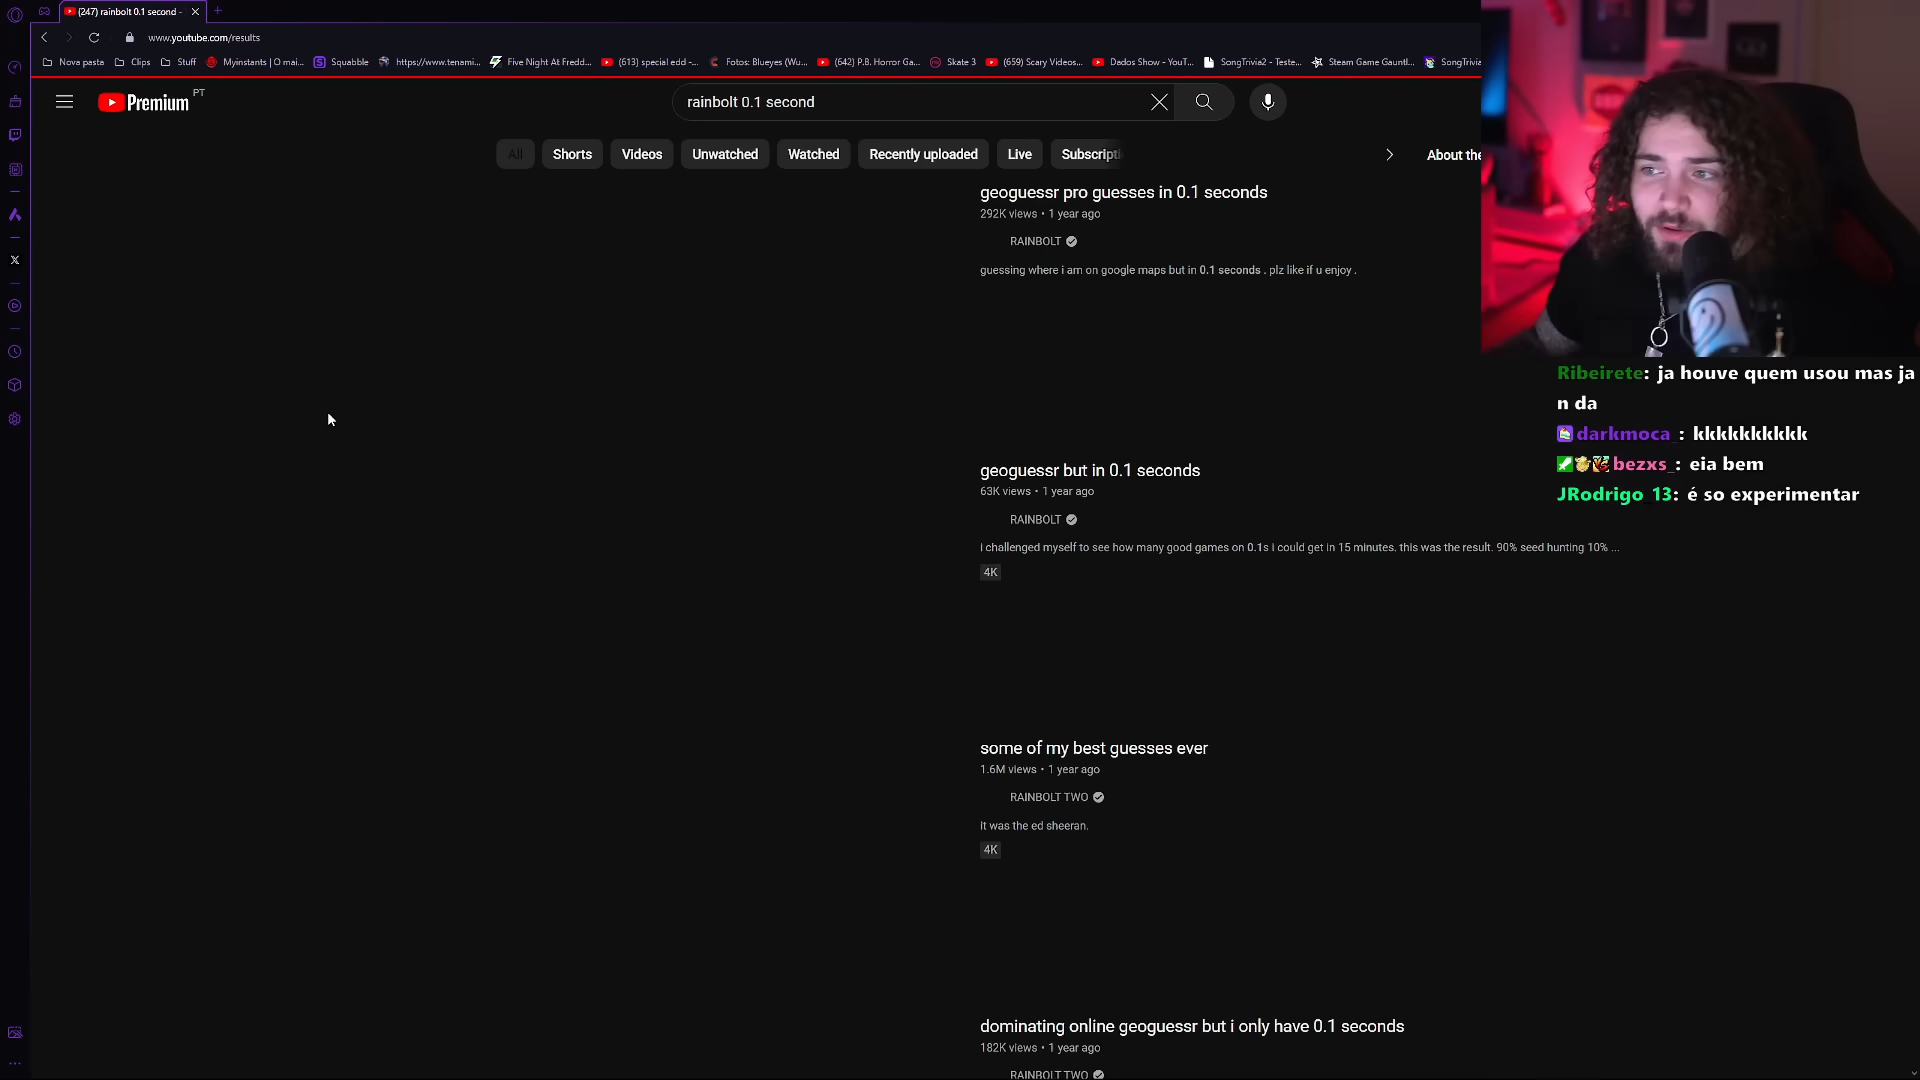 (247) rainbolt 0.1 second -
www.youtube.com/results
Nova pasta
Clips
Stuff
Myinstants | O mai...
Squabble
https://www.tenami...
Five Night At Fredd...
(613) special edd -...
Fotos: Blueyes (Wu...
(642) P.B. Horror Ga...
Skate 3
(659) Scary Videos...
Dados Show - YouT...
SongTrivia2 - Teste...
Steam Game Gauntl...
SongTrivia
Premium
PT
rainbolt 0.1 second
All
Shorts
Videos
Unwatched
Watched
Recently uploaded
Live
Subscripti
About the
geoguessr pro guesses in 0.1 seconds
292K views • 1 year ago
RAINBOLT
guessing where i am on google maps but in 0.1 seconds . plz like if u enjoy .
geoguessr but in 0.1 seconds
63K views • 1 year ago
RAINBOLT
i challenged myself to see how many good games on 0.1s i could get in 15 minutes. this was the result. 90% seed hunting 10% ...
4K
some of my best guesses ever
1.6M views • 1 year ago
RAINBOLT TWO
it was the ed sheeran.
4K
dominating online geoguessr but i only have 0.1 seconds
182K views • 1 year ago
RAINBOLT TWO
Ribeirete: ja houve quem usou mas ja
n da
darkmoca_: kkkkkkkkkk
bezxs_: eia bem
JRodrigo_13: é so experimentar